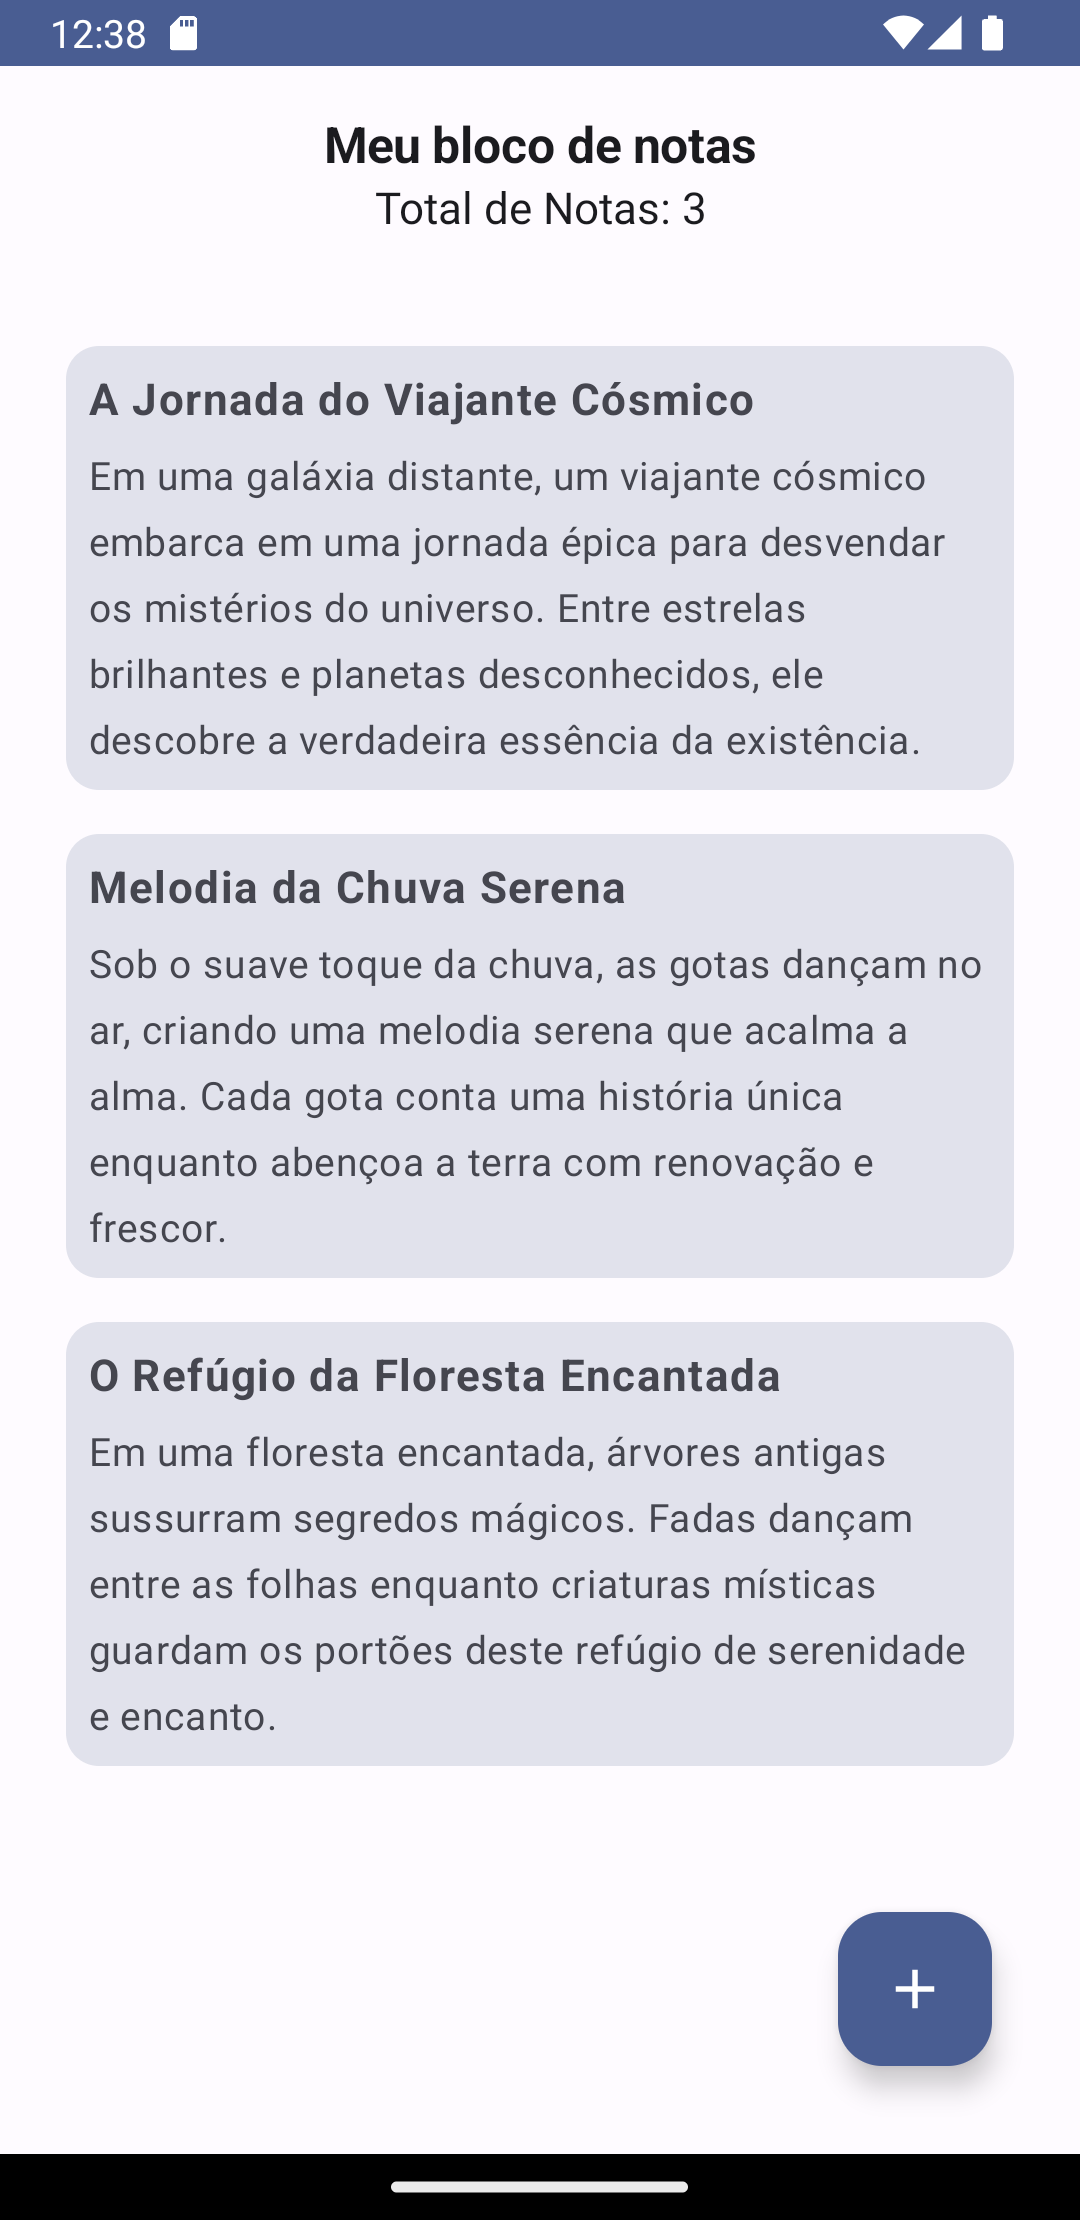 12:38
Meu bloco de notas
Total de Notas: 3
A Jornada do Viajante Cósmico
Em uma galáxia distante, um viajante cósmico
embarca em uma jornada épica para desvendar
os mistérios do universo. Entre estrelas
brilhantes e planetas desconhecidos, ele
descobre a verdadeira essência da existência.
Melodia da Chuva Serena
Sob o suave toque da chuva, as gotas dançam no
ar, criando uma melodia serena que acalma a
alma. Cada gota conta uma história única
enquanto abençoa a terra com renovação e
frescor.
O Refúgio da Floresta Encantada
Em uma floresta encantada, árvores antigas
sussurram segredos mágicos. Fadas dançam
entre as folhas enquanto criaturas místicas
guardam os portões deste refúgio de serenidade
e encanto.